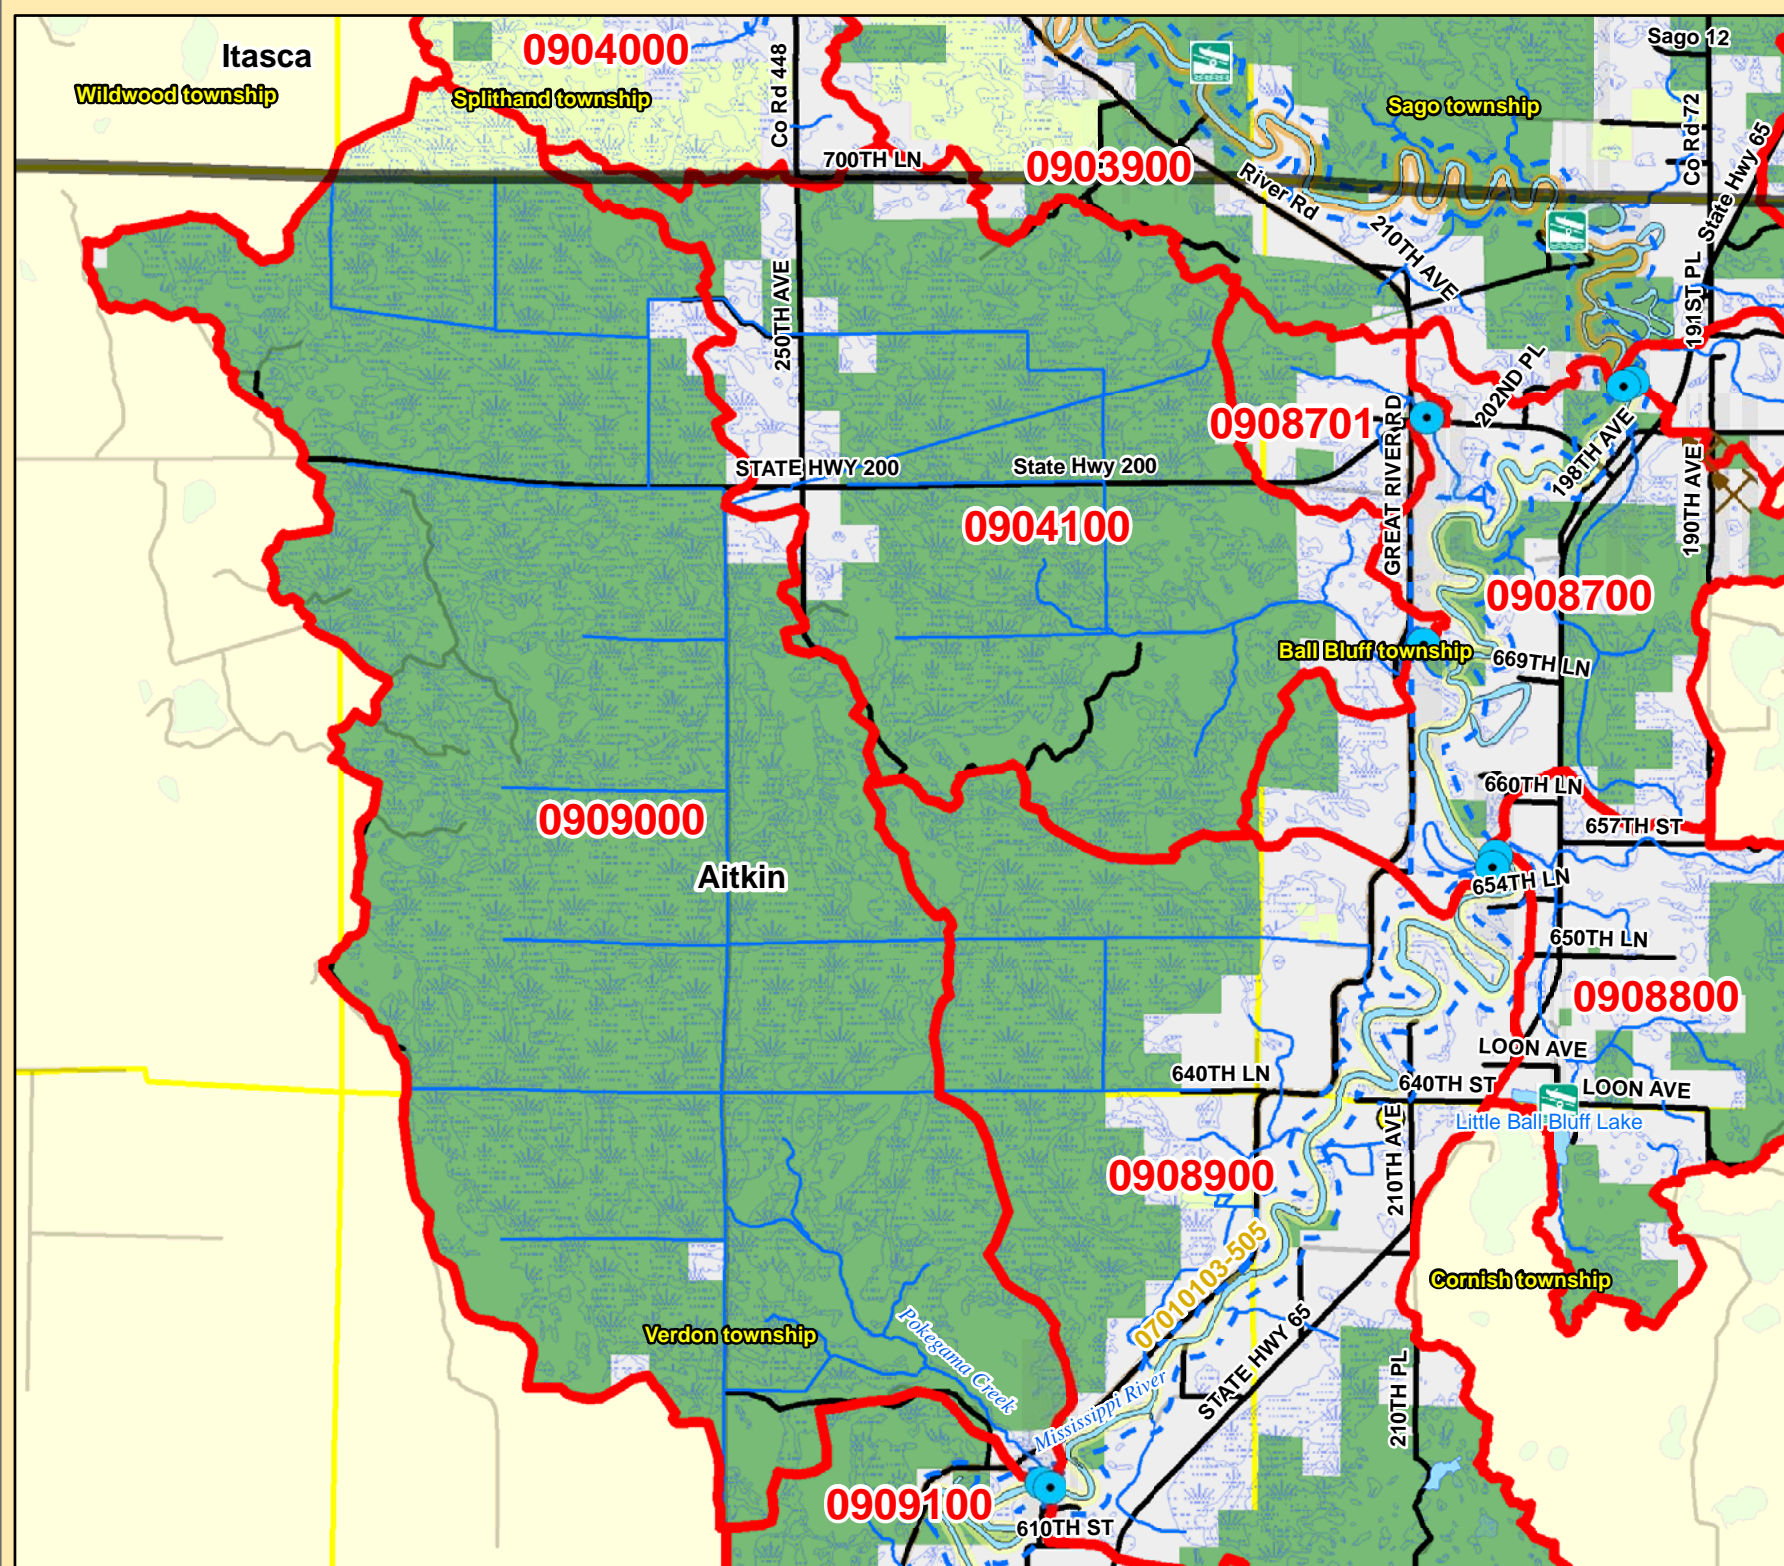 Itasca
0904000
Sago 12
Wildwood township
Splithand township
Co Rd 448
Sago township
Co Rd 72
State Hwy 65
700TH LN
0903900
River Rd
210TH AVE
250TH AVE
191ST PL
202ND PL
0908701
GREAT RIVER RD
198TH AVE
190TH AVE
STATE HWY 200
State Hwy 200
0904100
0908700
Ball Bluff township
669TH LN
660TH LN
657TH ST
0909000
Aitkin
654TH LN
650TH LN
0908800
LOON AVE
640TH LN
640TH ST
LOON AVE
Little Ball Bluff Lake
210TH AVE
0908900
07010103-505
Cornish township
Verdon township
Pokegama Creek
STATE HWY 65
Mississippi River
210TH PL
0909100
610TH ST